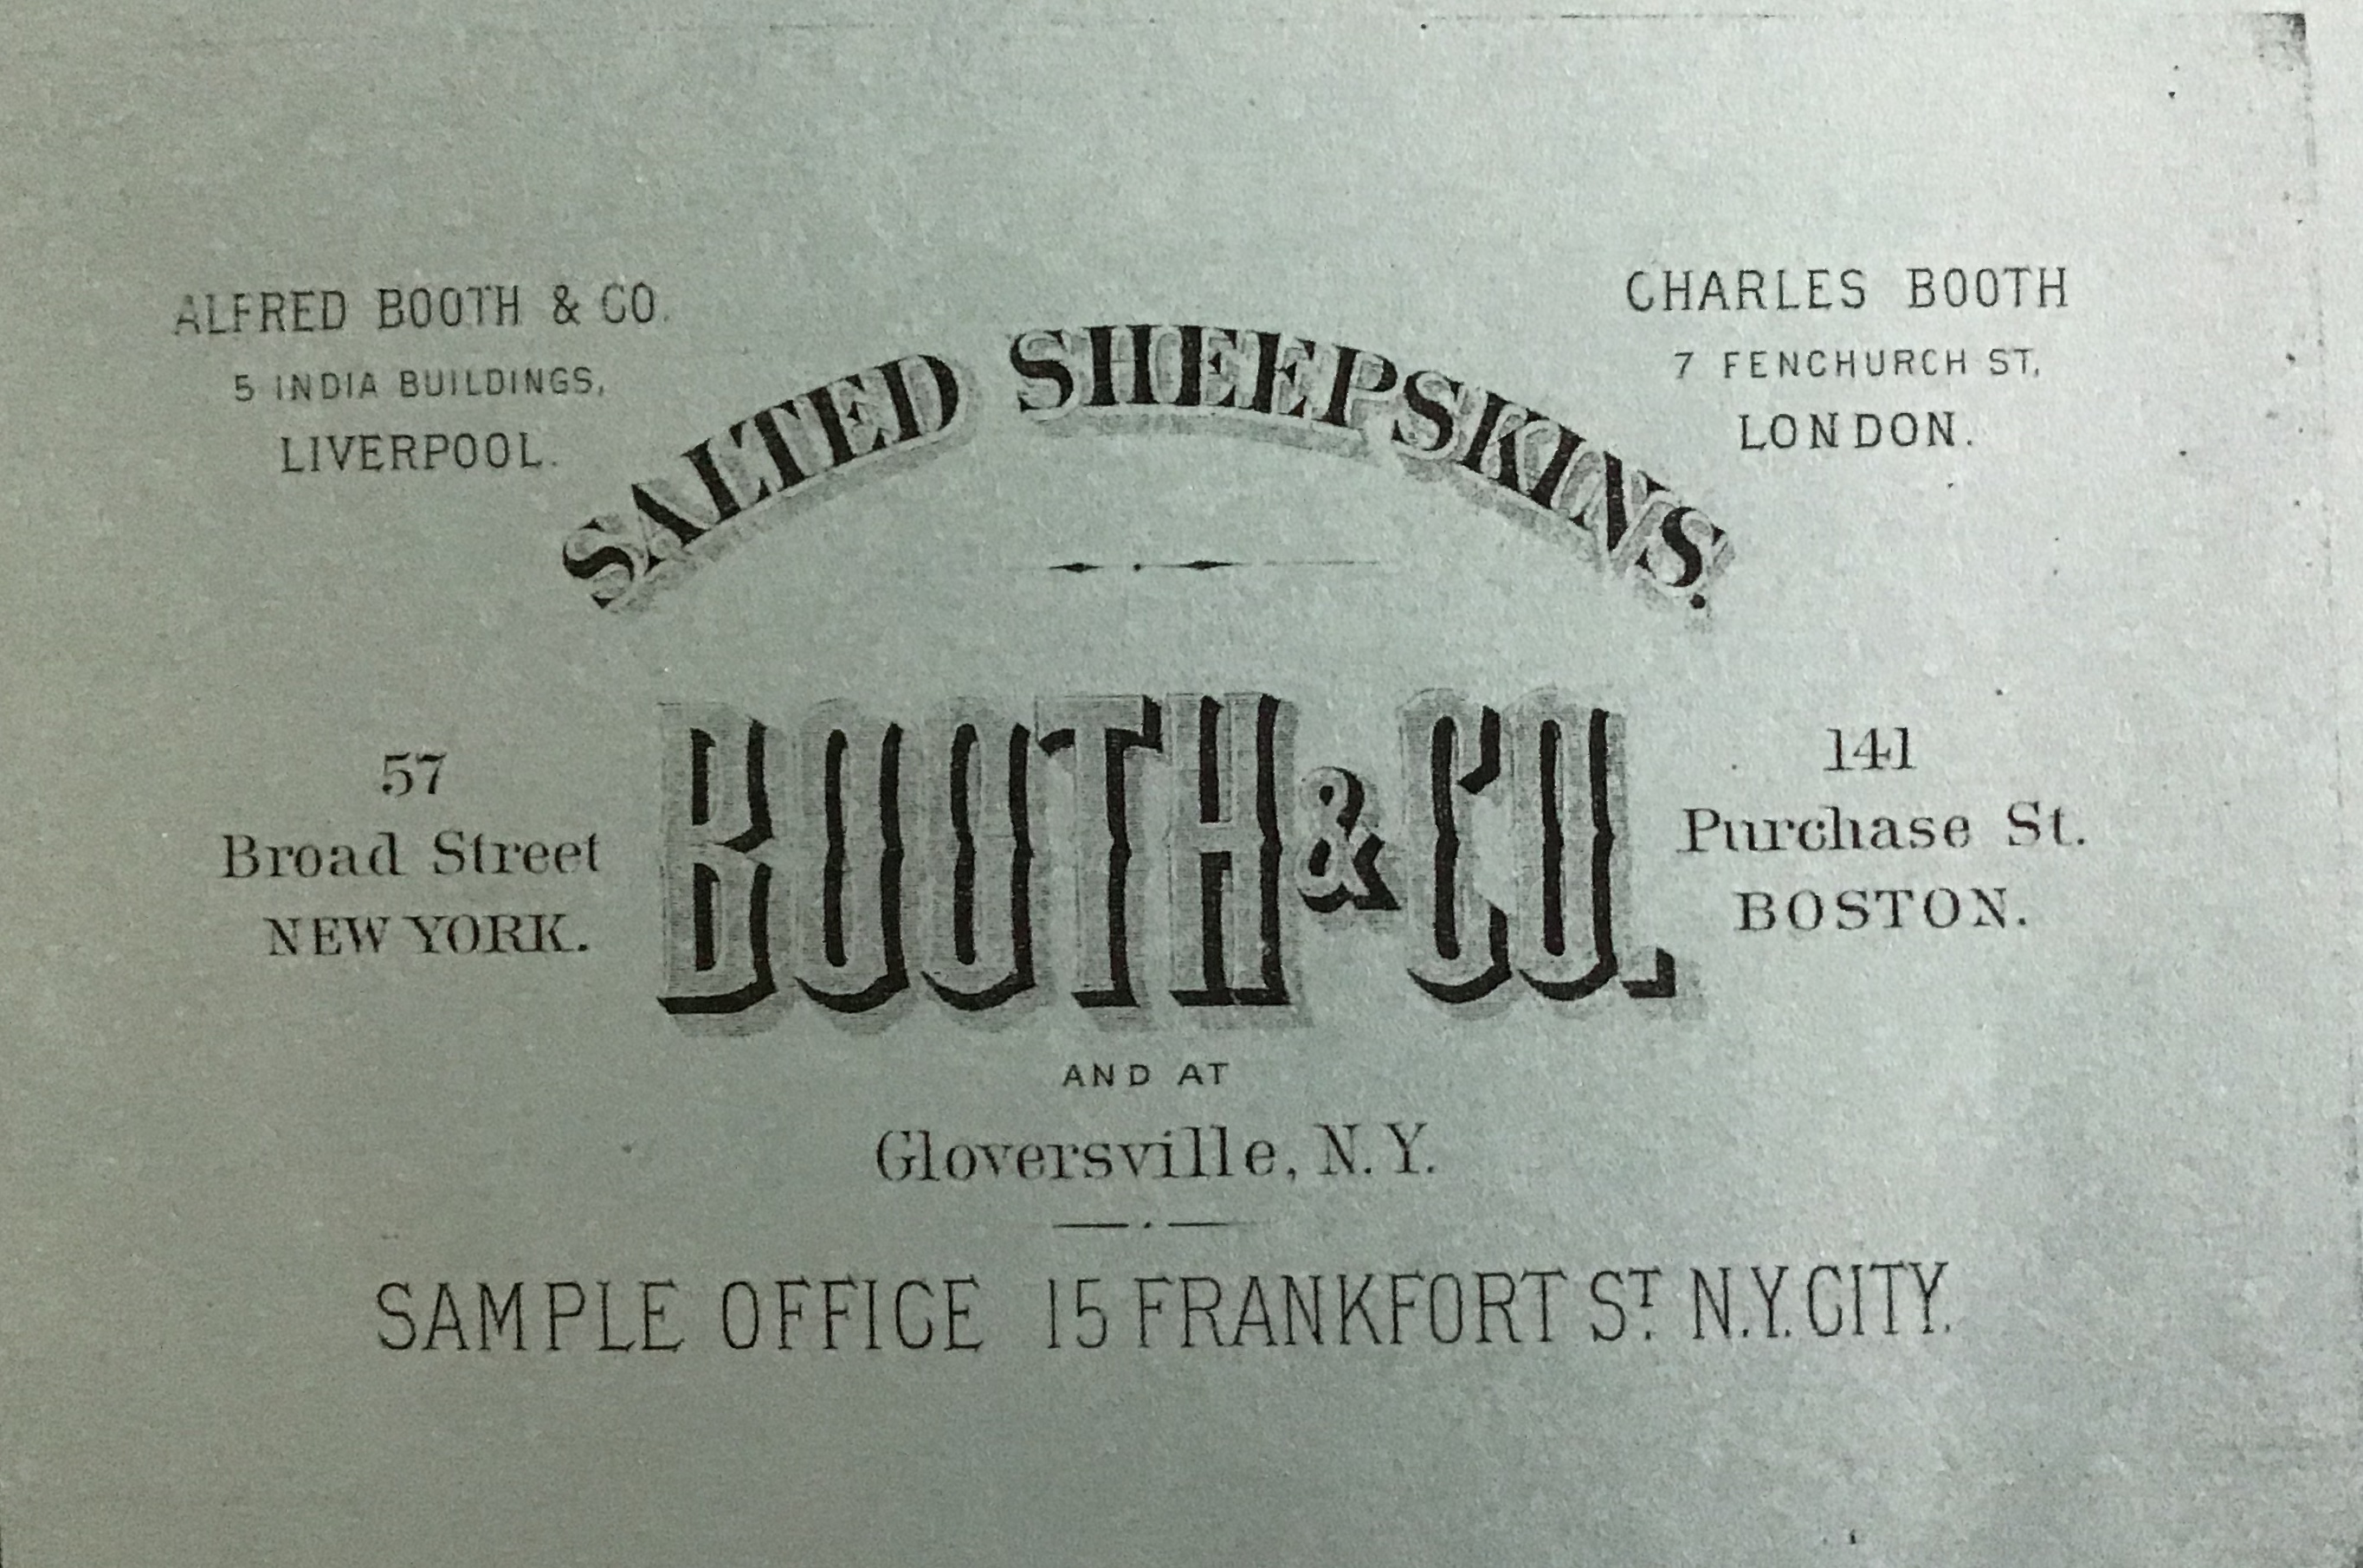 ALFRED BOOTH & CO.
5 INDIA BUILDINGS,
LIVERPOOL.
CHARLES BOOTH
7 FENCHURCH ST,
LONDON.
SALTED SHEEPSKINS.
57
Broad Street
NEW YORK.
BOOTH & CO.
141
Purchase St.
BOSTON.
AND AT
Gloversville, N.Y.
SAMPLE OFFICE 15 FRANKFORT ST. N.Y. CITY.